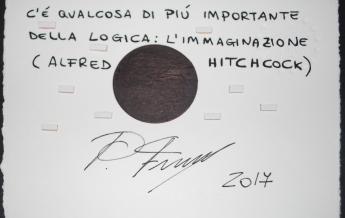 C'È QUALCOSA DI PIÚ IMPORTANTE
DELLA LOGICA: L'IMMAGINAZIONE
(ALFRED HITCHCOCK)
2017